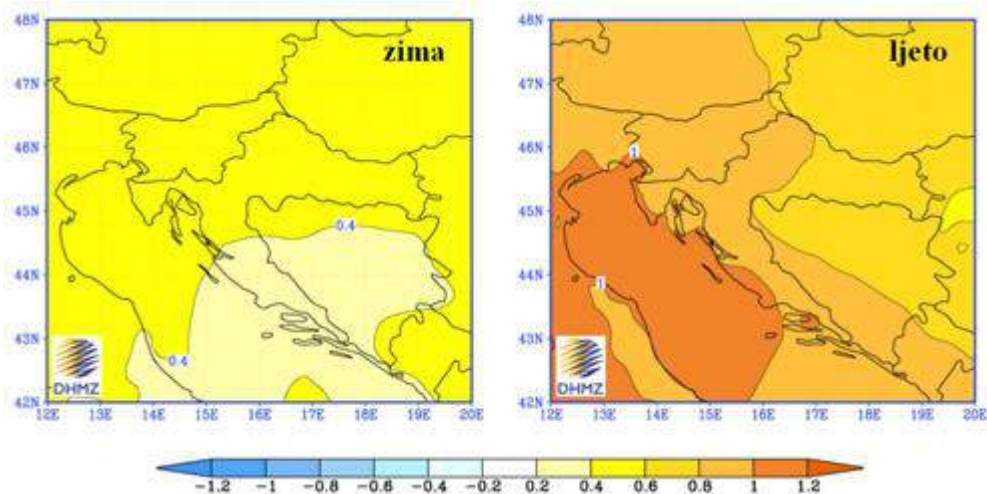 48N
47N
46N
45N
44N
43N
42N
12E 13E 14E 15E 16E 17E 18E 19E 20E
zima
0.4
0.4
DHMZ
48N
47N
46N
45N
44N
43N
42N
12E 13E 14E 15E 16E 17E 18E 19E 20E
ljeto
1
1
DHMZ
-1.2 -1 -0.8 -0.6 -0.4 -0.2 0.2 0.4 0.6 0.8 1 1.2